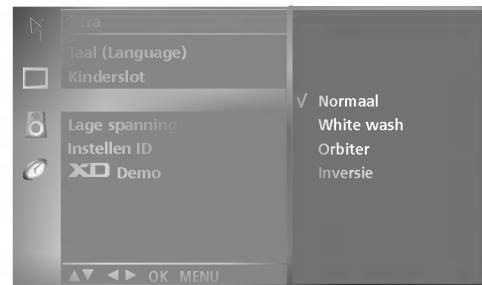 Taal (Language)
Kinderslot
Lage spanning
Instellen ID
XD Demo
▲▼ ◄► OK MENU
√ Normaal
White wash
Orbiter
Inversie